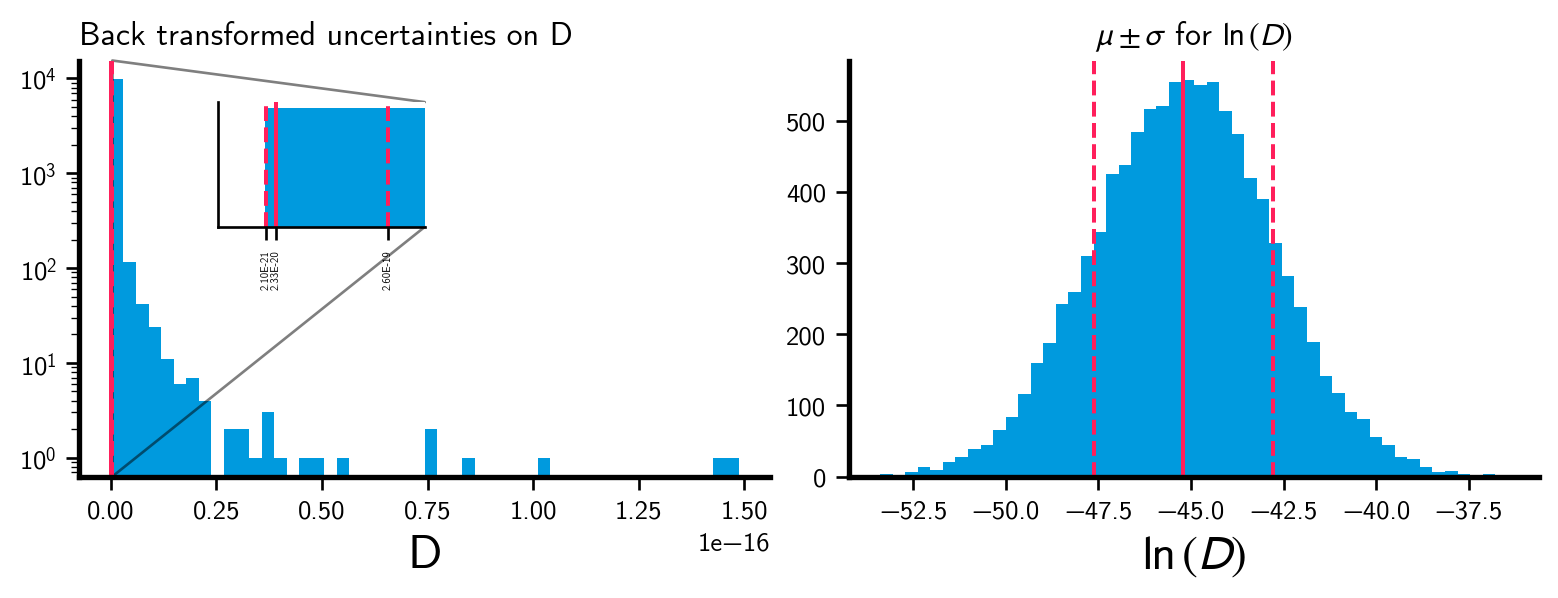 Back transformed uncertainties on D
10^4
10^3
10^2
10^1
10^0
2.10E-21
2.33E-20
2.60E-19
0.00 0.25 0.50 0.75 1.00 1.25 1.50
1e−16
D
μ ± σ for ln (D)
500
400
300
200
100
0
−52.5 −50.0 −47.5 −45.0 −42.5 −40.0 −37.5
ln (D)